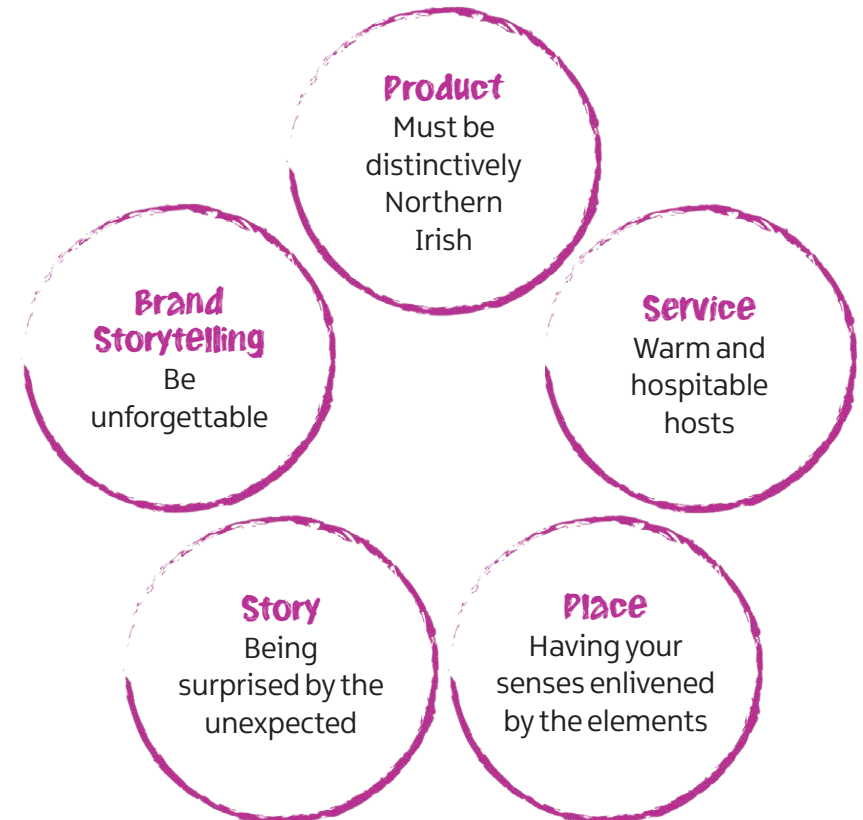 Product
Must be
distinctively
Northern
Irish
Service
Warm and
hospitable
hosts
Place
Having your
senses enlivened
by the elements
Story
Being
surprised by the
unexpected
Brand
Storytelling
Be
unforgettable